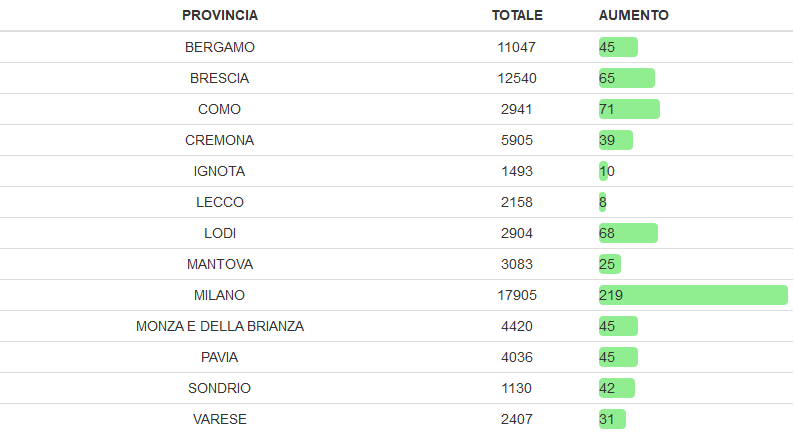 PROVINCIA TOTALE AUMENTO
BERGAMO 11047 45
BRESCIA 12540 65
COMO 2941 71
CREMONA 5905 39
IGNOTA 1493 10
LECCO 2158 8
LODI 2904 68
MANTOVA 3083 25
MILANO 17905 219
MONZA E DELLA BRIANZA 4420 45
PAVIA 4036 45
SONDRIO 1130 42
VARESE 2407 31